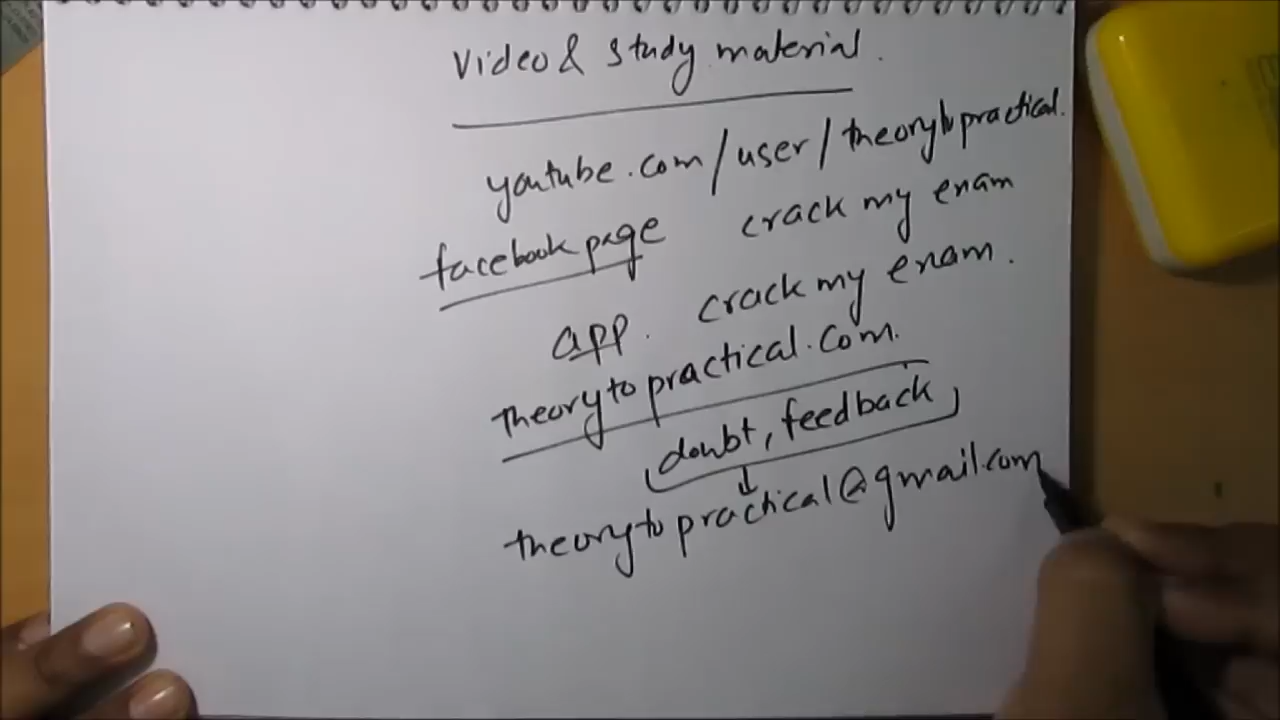 Video & study material.
youtube.com/user/theorytopractical.
facebook page crack my exam
app. crack my exam.
theorytopractical.com.
doubt, feedback
theorytopractical@gmail.com